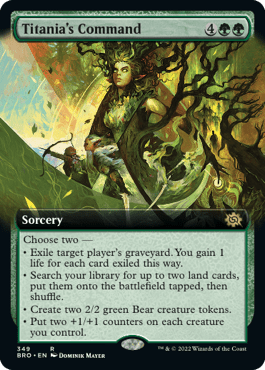 Titania's Command 4
Sorcery
Choose two —
• Exile target player's graveyard. You gain 1
life for each card exiled this way.
• Search your library for up to two land cards,
put them onto the battlefield tapped, then
shuffle.
• Create two 2/2 green Bear creature tokens.
• Put two +1/+1 counters on each creature
you control.
349 R
BRO • EN Dominik Mayer ™ & © 2022 Wizards of the Coast